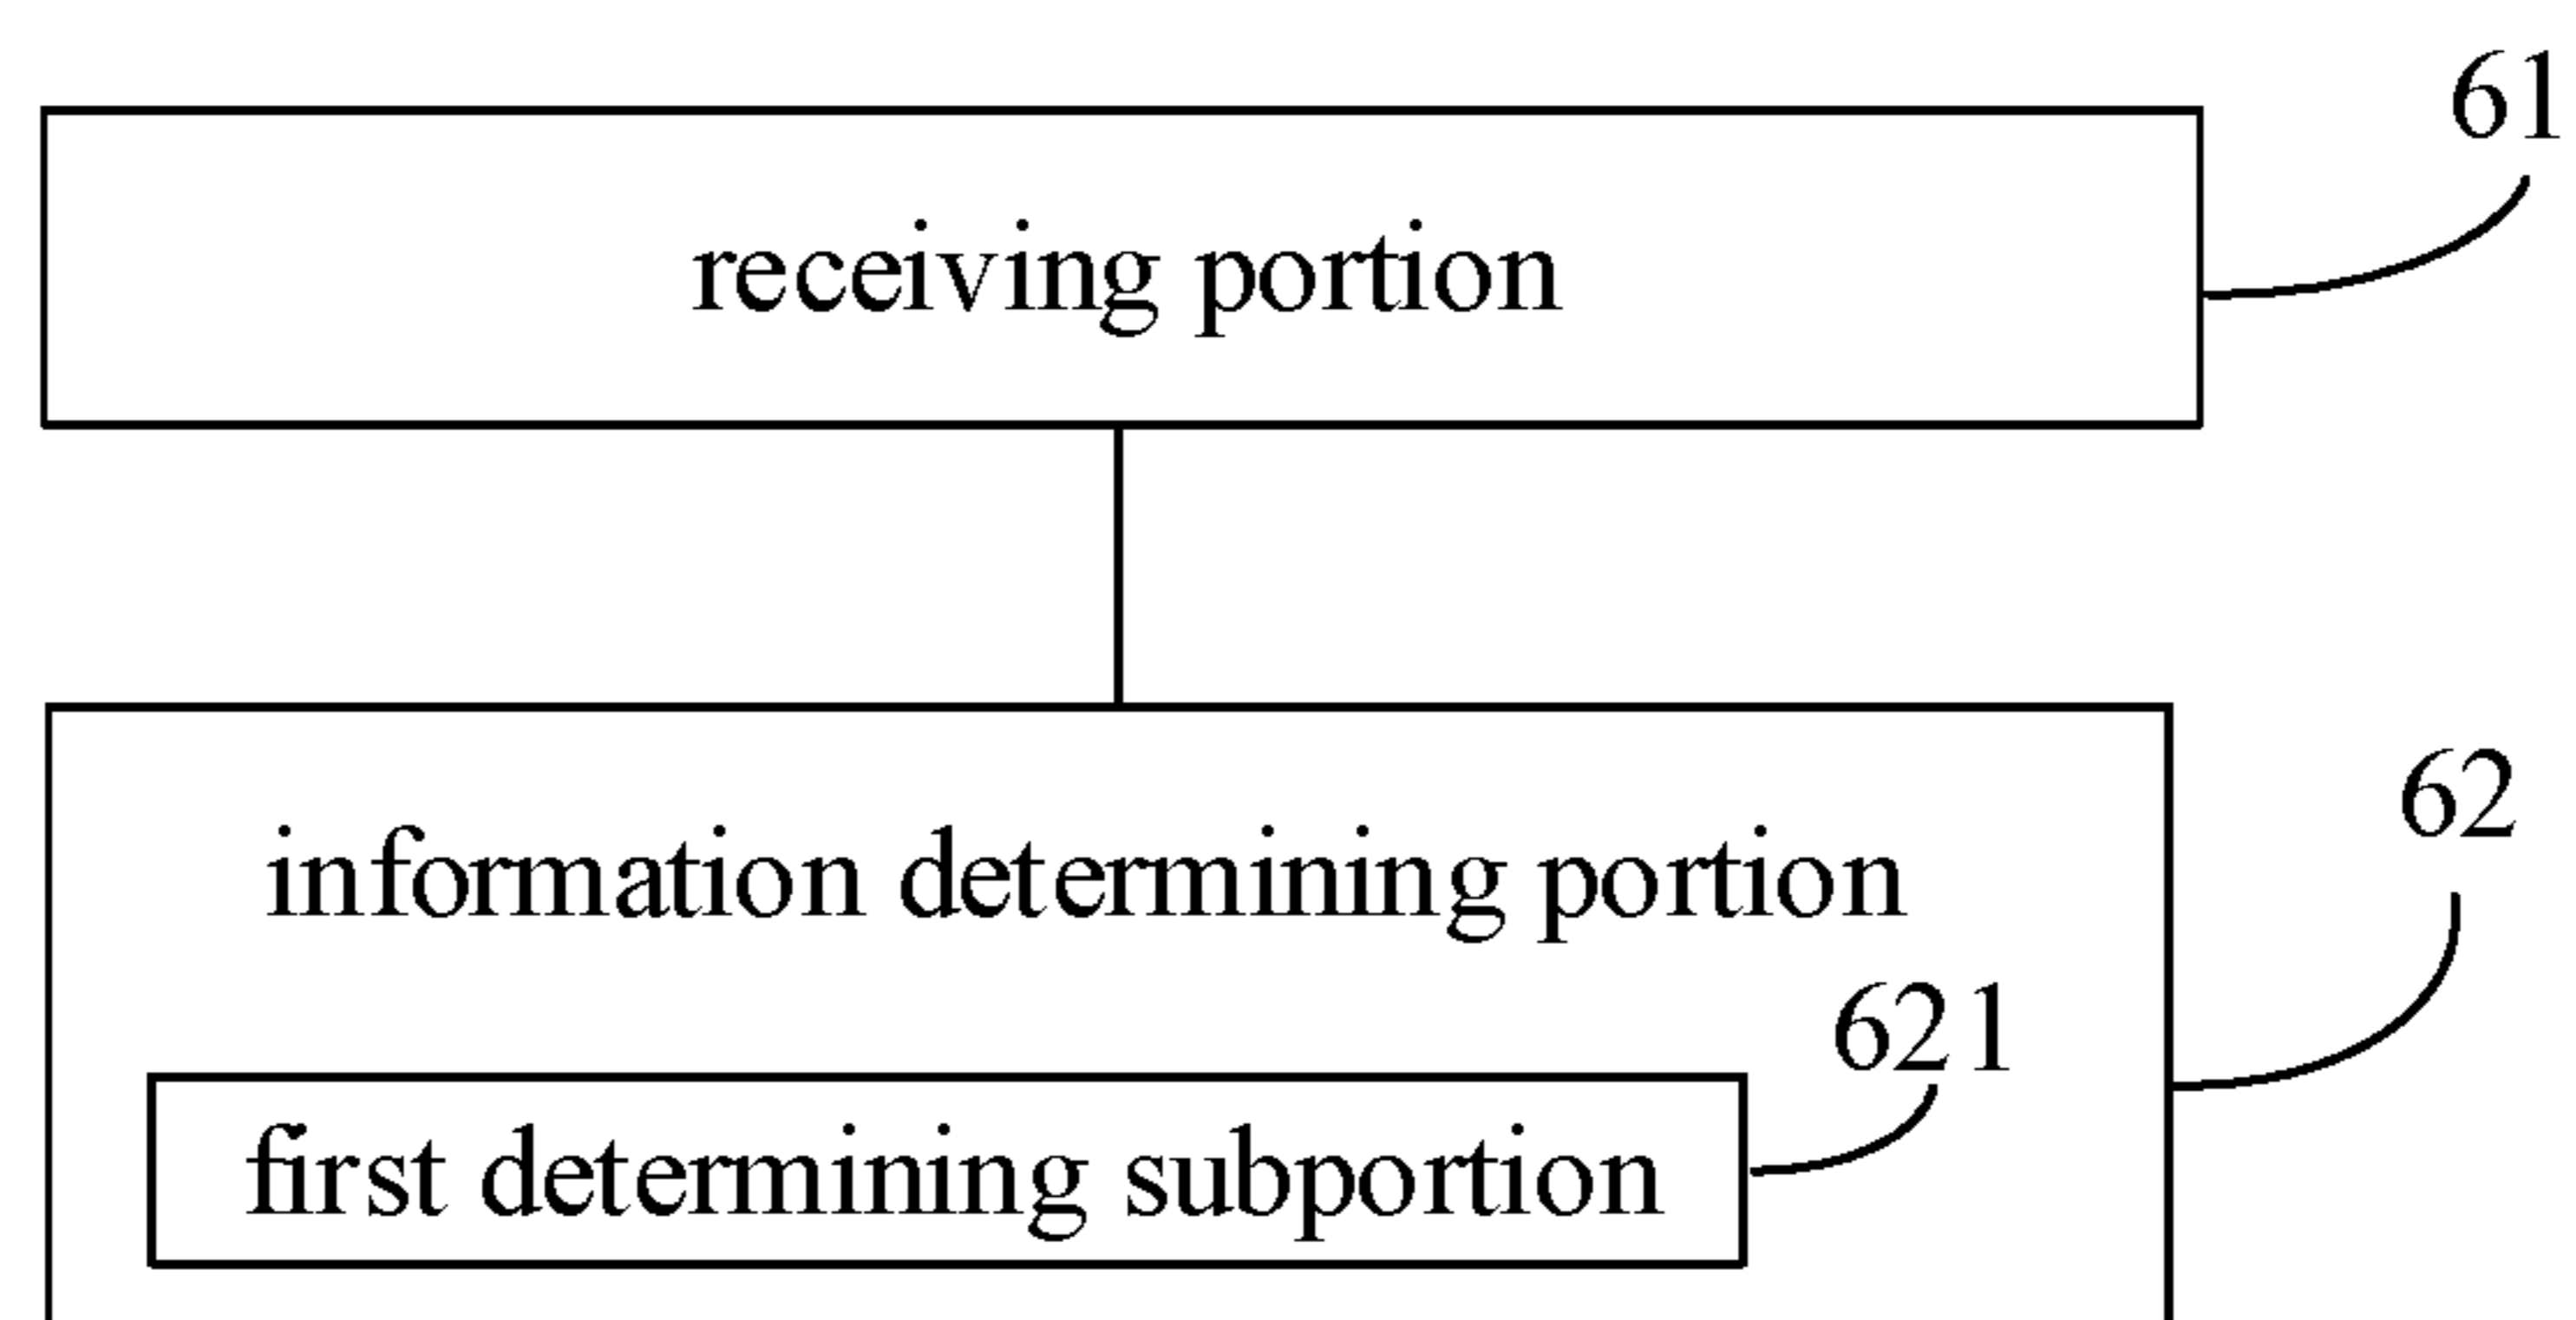 61
receiving portion
62
information determining portion
621
first determining subportion